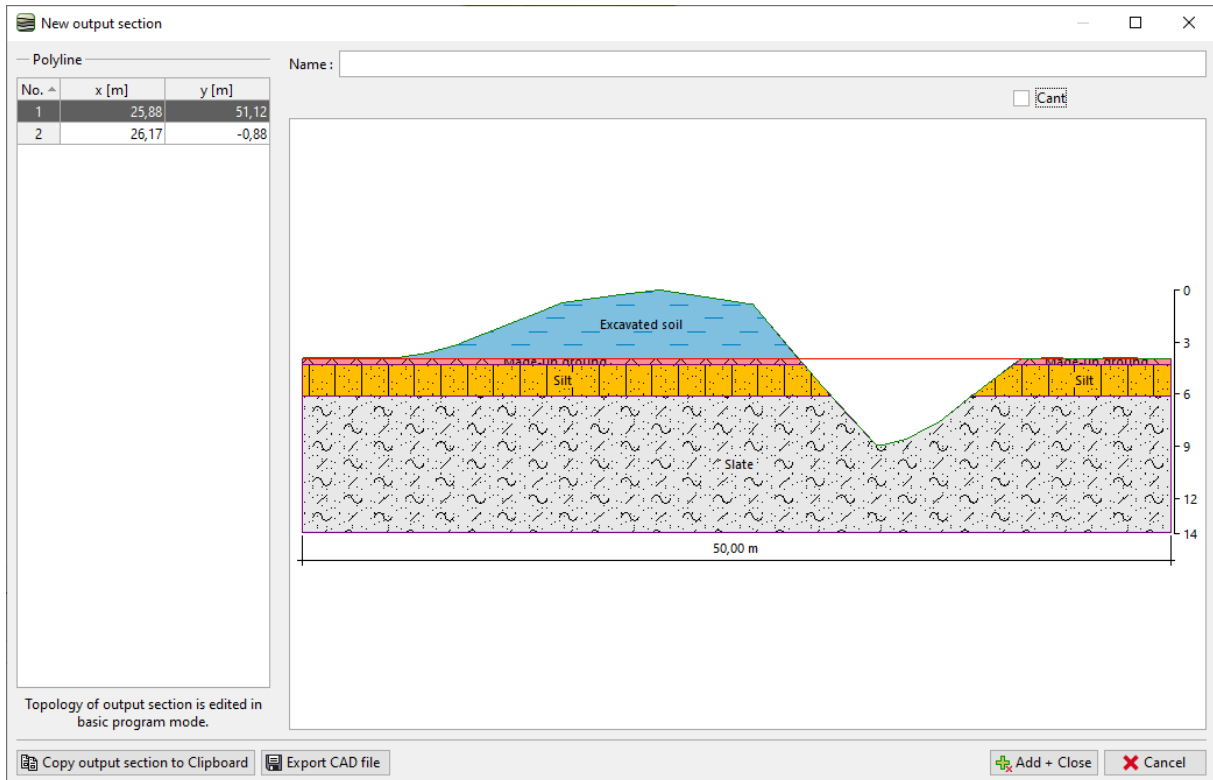 New output section
Polyline
Name :
No. x [m] y [m]
1 25,88 51,12
2 26,17 -0,88
Cant
0
Excavated soil
3
Made-up ground Made-up ground
Silt Silt
6
9
Slate
12
14
50,00 m
Topology of output section is edited in
basic program mode.
Copy output section to Clipboard Export CAD file Add + Close Cancel